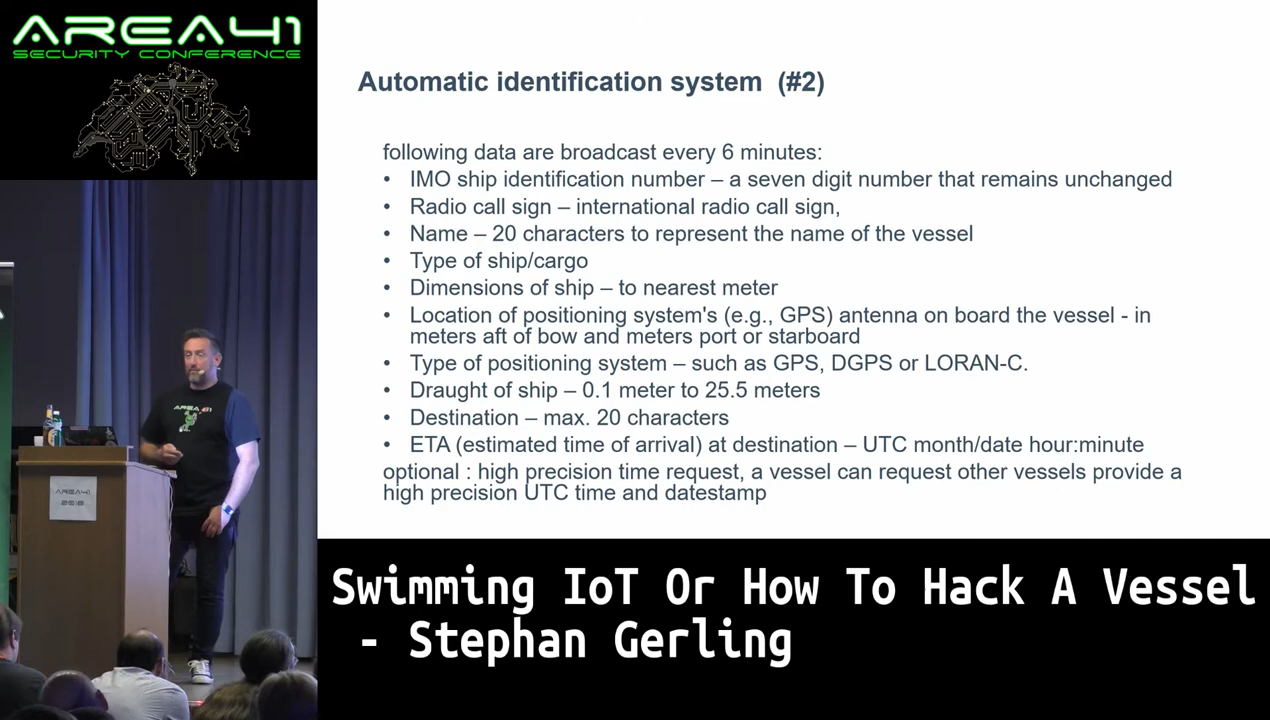 AREA41
SECURITY CONFERENCE
Automatic identification system (#2)
following data are broadcast every 6 minutes:
• IMO ship identification number – a seven digit number that remains unchanged
• Radio call sign – international radio call sign,
• Name – 20 characters to represent the name of the vessel
• Type of ship/cargo
• Dimensions of ship – to nearest meter
• Location of positioning system's (e.g., GPS) antenna on board the vessel - in
meters aft of bow and meters port or starboard
• Type of positioning system – such as GPS, DGPS or LORAN-C.
• Draught of ship – 0.1 meter to 25.5 meters
• Destination – max. 20 characters
• ETA (estimated time of arrival) at destination – UTC month/date hour:minute
optional : high precision time request, a vessel can request other vessels provide a
high precision UTC time and datestamp
AREA41
AREA41
2018
Swimming IoT Or How To Hack A Vessel
- Stephan Gerling